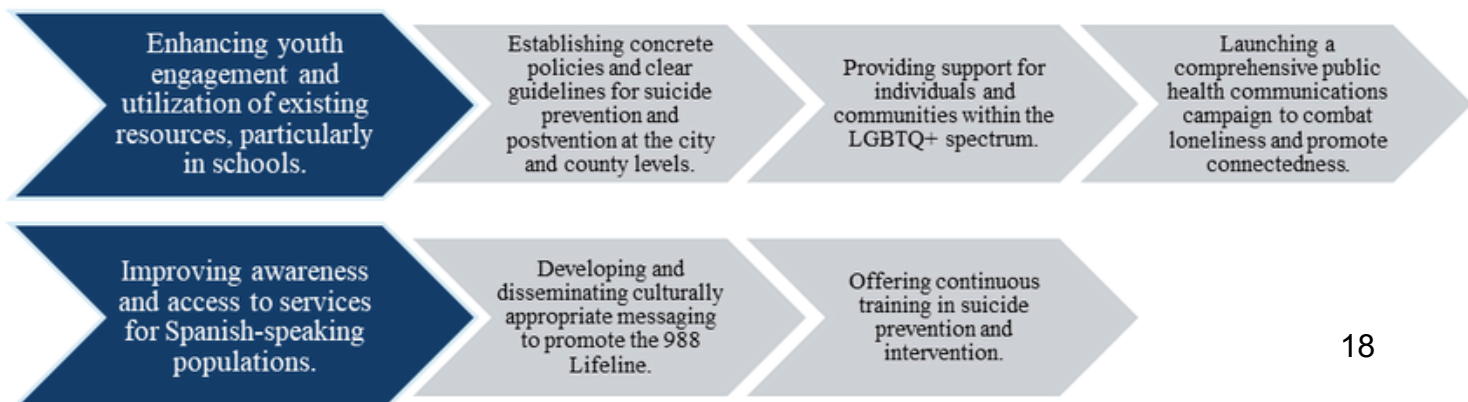 Enhancing youth
engagement and
utilization of existing
resources, particularly
in schools.
Establishing concrete
policies and clear
guidelines for suicide
prevention and
postvention at the city
and county levels.
Providing support for
individuals and
communities within the
LGBTQ+ spectrum.
Launching a
comprehensive public
health communications
campaign to combat
loneliness and promote
connectedness.
Improving awareness
and access to services
for Spanish-speaking
populations.
Developing and
disseminating culturally
appropriate messaging
to promote the 988
Lifeline.
Offering continuous
training in suicide
prevention and
intervention.
18